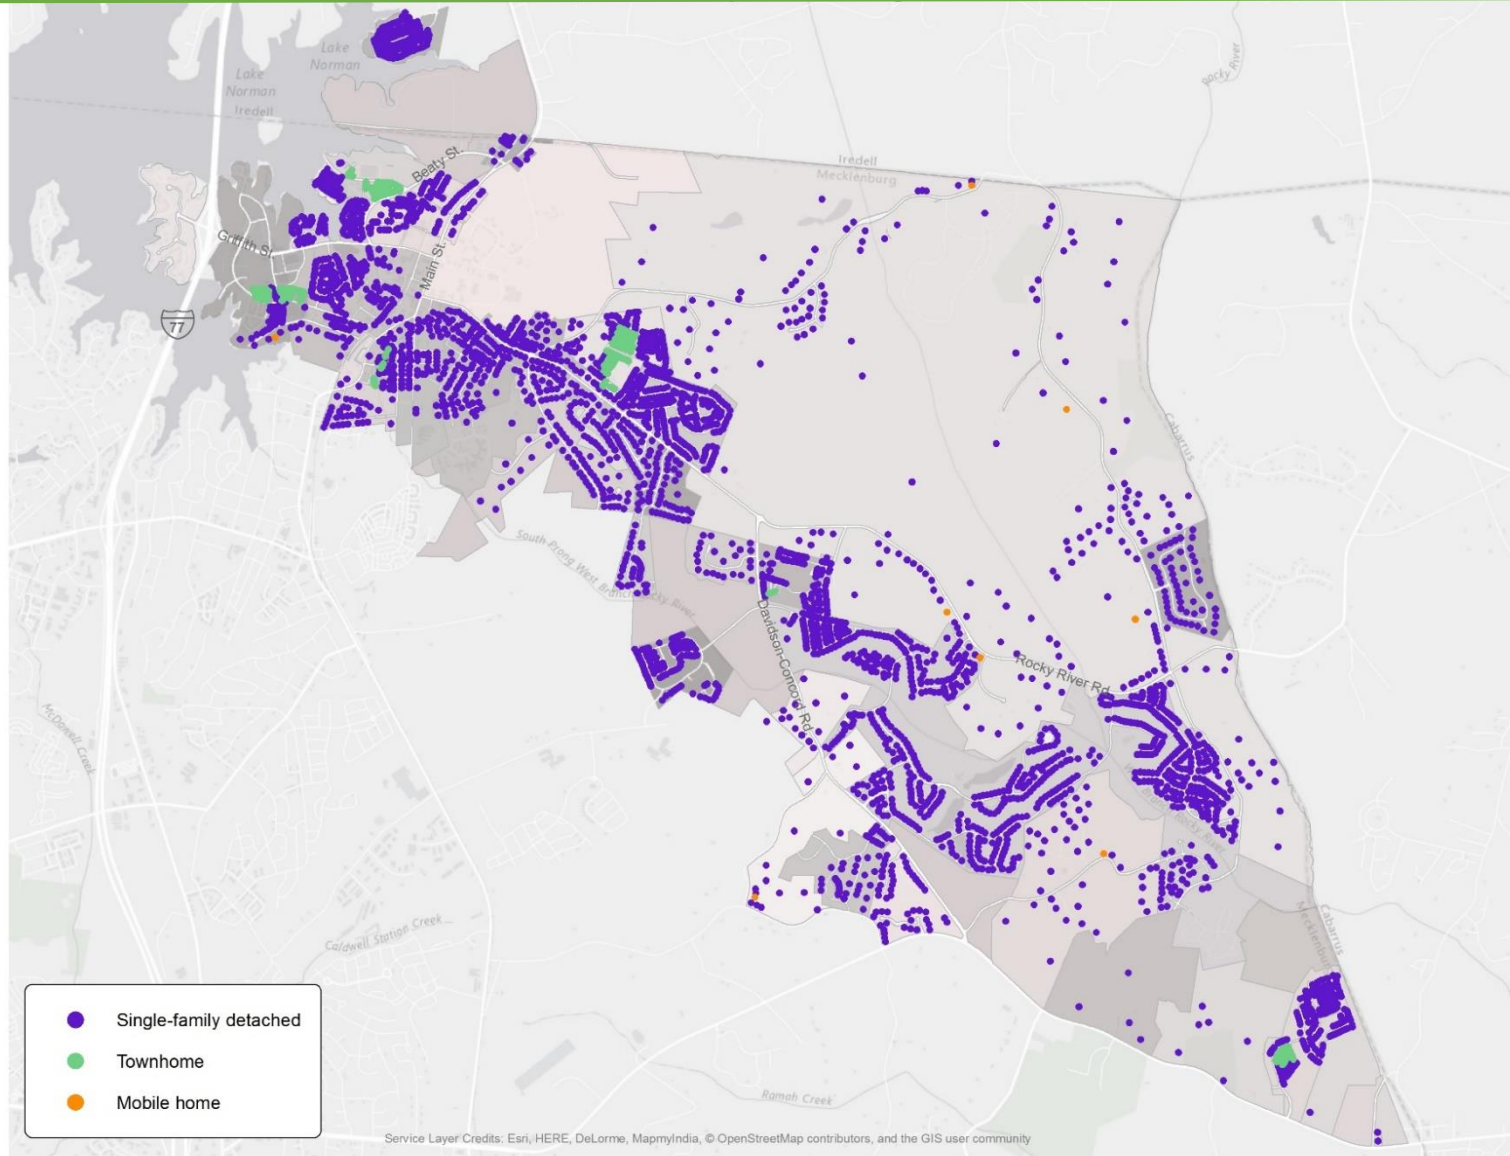 Lake
Norman
Lake
Norman
Iredell
Beaty St.
Iredell
Mecklenburg
Rocky River
Griffith St.
Main St.
77
Cabarrus
South Prong West Branch Rocky River
Davidson-Concord Rd.
Rocky River Rd.
McDowell Creek
Caldwell Station Creek
Cabarrus
Mecklenburg
Single-family detached
Townhome
Mobile home
Ramah Creek
Service Layer Credits: Esri, HERE, DeLorme, MapmyIndia, © OpenStreetMap contributors, and the GIS user community